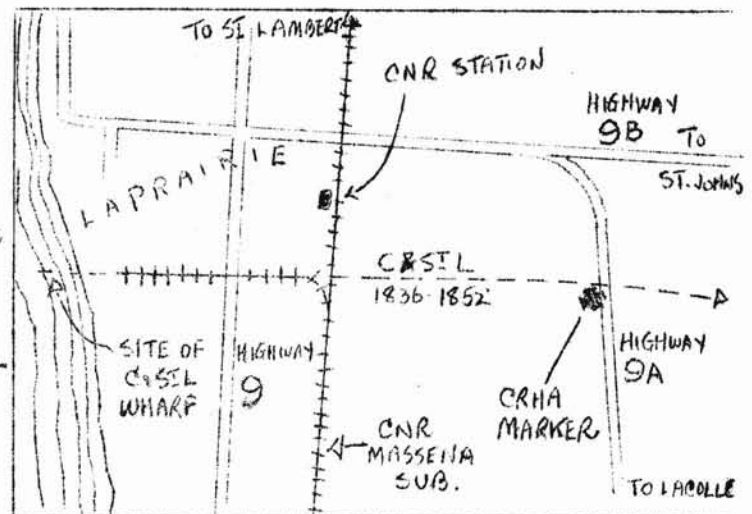 TO ST LAMBERT
CNR STATION
HIGHWAY
9B TO
ST. JOHNS
LAPRAIRIE
C&STL
1836-1852
SITE OF
C&STL
WHARF
HIGHWAY
9
HIGHWAY
9A
CRHA
MARKER
CNR
MASSENA
SUB.
TO LACOLLE